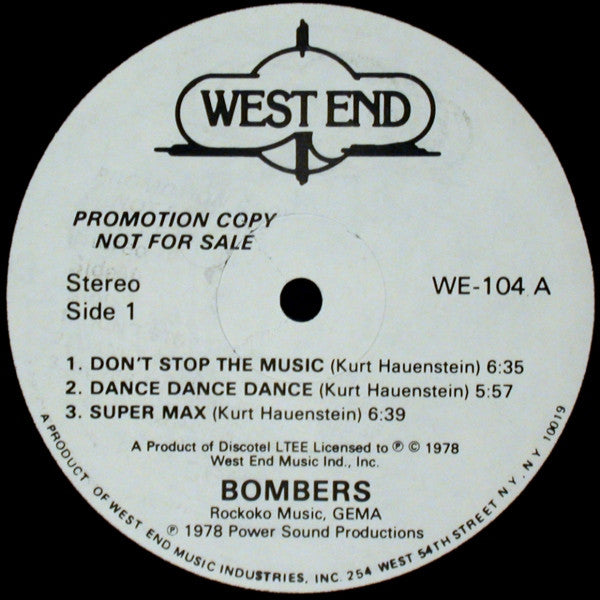 WEST END
PROMOTION COPY
NOT FOR SALE
Stereo
Side 1
WE-104 A
1. DON'T STOP THE MUSIC (Kurt Hauenstein) 6:35
2. DANCE DANCE DANCE (Kurt Hauenstein) 5:57
3. SUPER MAX (Kurt Hauenstein) 6:39
A Product of Discotel LTEE Licensed to ℗ © 1978
West End Music Ind., Inc.
BOMBERS
Rockoko Music, GEMA
℗ 1978 Power Sound Productions
A PRODUCT OF WEST END MUSIC INDUSTRIES, INC. 254 WEST 54TH STREET N.Y. N.Y 10019